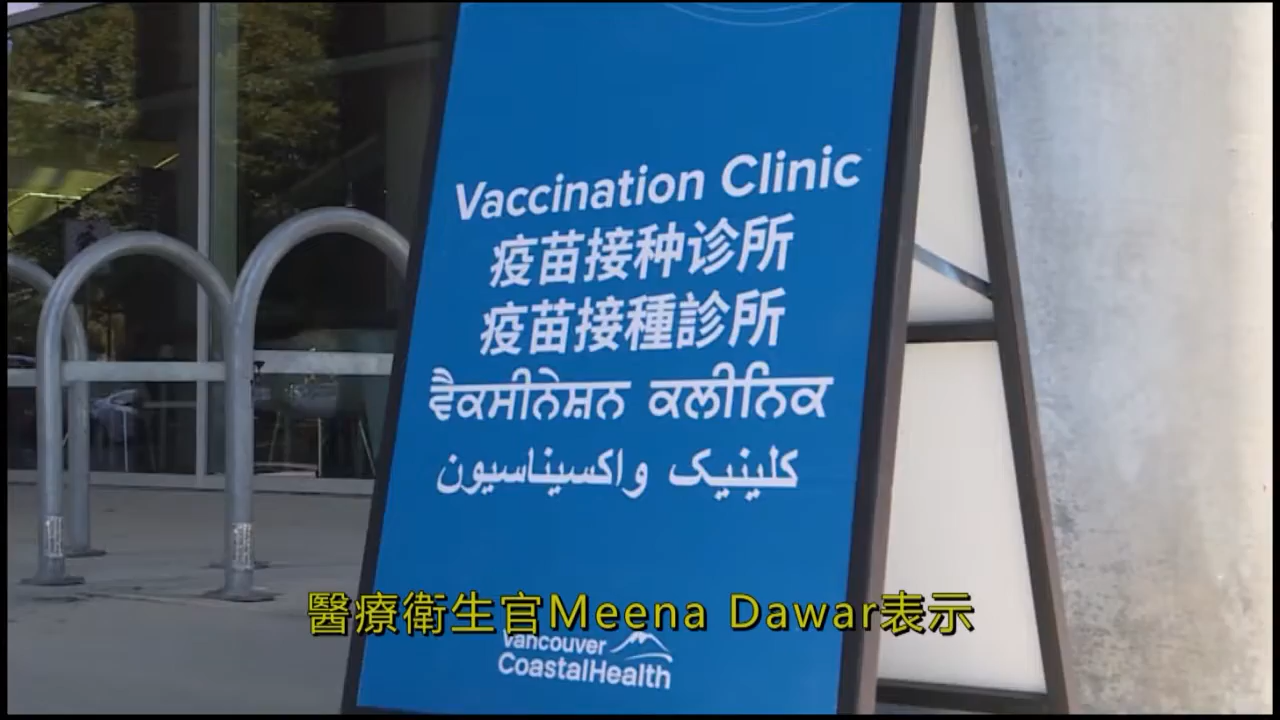 Vaccination Clinic
疫苗接种诊所
疫苗接種診所
ਵੈਕਸੀਨੇਸ਼ਨ ਕਲੀਨਿਕ
کلینیک واکسیناسیون
醫療衛生官Meena Dawar表示
Vancouver
CoastalHealth